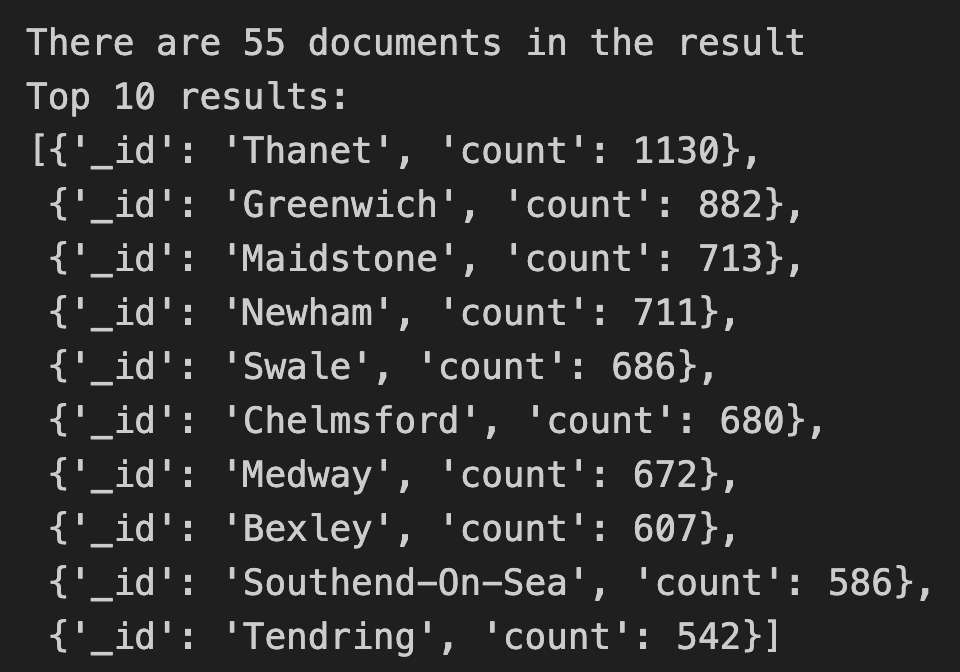 There are 55 documents in the result
Top 10 results:
[{'_id': 'Thanet', 'count': 1130},
 {'_id': 'Greenwich', 'count': 882},
 {'_id': 'Maidstone', 'count': 713},
 {'_id': 'Newham', 'count': 711},
 {'_id': 'Swale', 'count': 686},
 {'_id': 'Chelmsford', 'count': 680},
 {'_id': 'Medway', 'count': 672},
 {'_id': 'Bexley', 'count': 607},
 {'_id': 'Southend-On-Sea', 'count': 586},
 {'_id': 'Tendring', 'count': 542}]